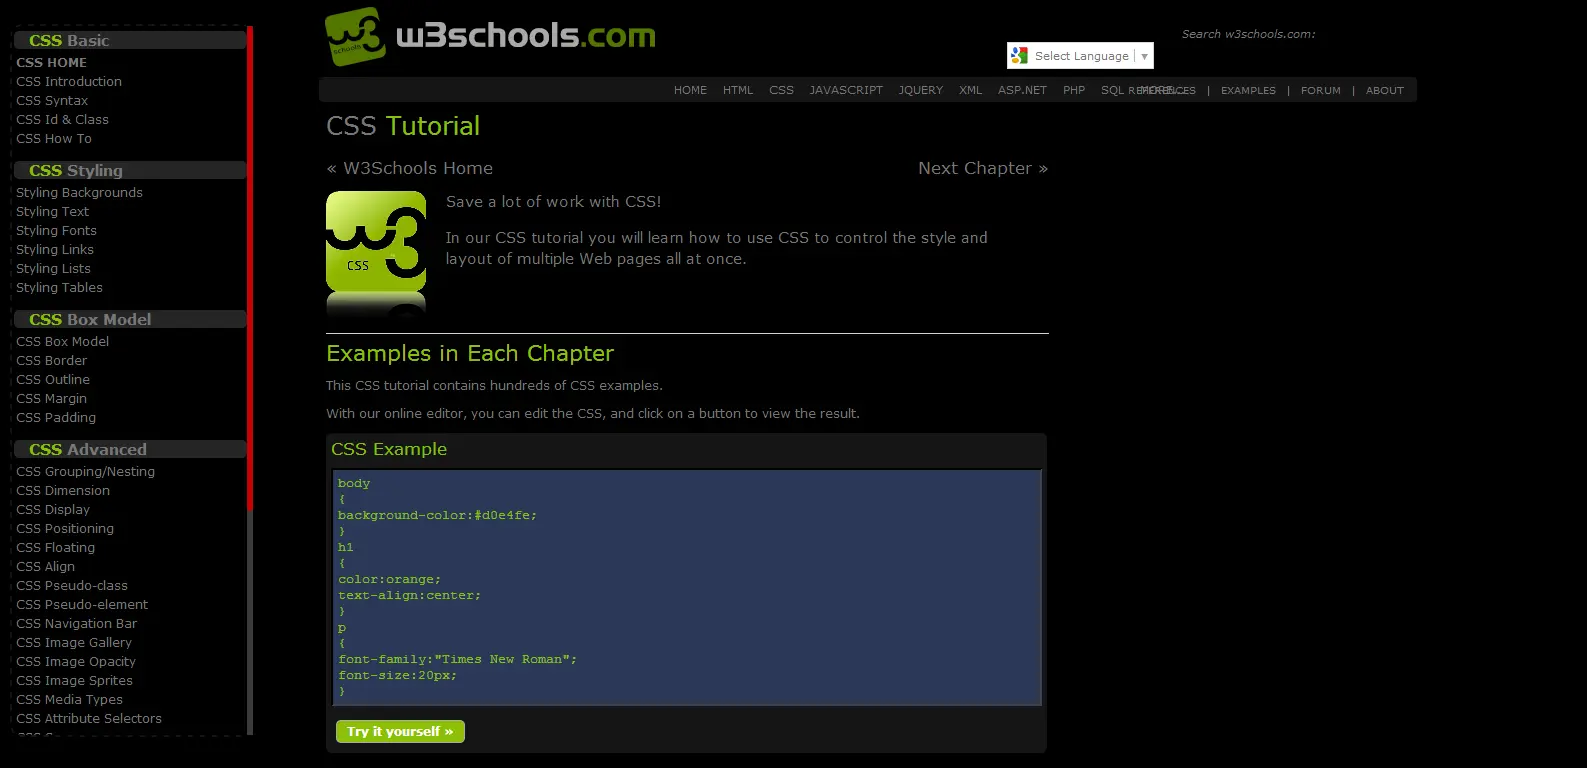 CSS Basic
CSS HOME
CSS Introduction
CSS Syntax
CSS Id & Class
CSS How To
CSS Styling
Styling Backgrounds
Styling Text
Styling Fonts
Styling Links
Styling Lists
Styling Tables
CSS Box Model
CSS Box Model
CSS Border
CSS Outline
CSS Margin
CSS Padding
CSS Advanced
CSS Grouping/Nesting
CSS Dimension
CSS Display
CSS Positioning
CSS Floating
CSS Align
CSS Pseudo-class
CSS Pseudo-element
CSS Navigation Bar
CSS Image Gallery
CSS Image Opacity
CSS Image Sprites
CSS Media Types
CSS Attribute Selectors
w3 schools
w3schools.com
Search w3schools.com:
Select Language ▼
HOME HTML CSS JAVASCRIPT JQUERY XML ASP.NET PHP SQL MORE... REFERENCES | EXAMPLES | FORUM | ABOUT
CSS Tutorial
« W3Schools Home Next Chapter »
w3
CSS
Save a lot of work with CSS!
In our CSS tutorial you will learn how to use CSS to control the style and
layout of multiple Web pages all at once.
Examples in Each Chapter
This CSS tutorial contains hundreds of CSS examples.
With our online editor, you can edit the CSS, and click on a button to view the result.
CSS Example
body
{
background-color:#d0e4fe;
}
h1
{
color:orange;
text-align:center;
}
p
{
font-family:"Times New Roman";
font-size:20px;
}
Try it yourself »